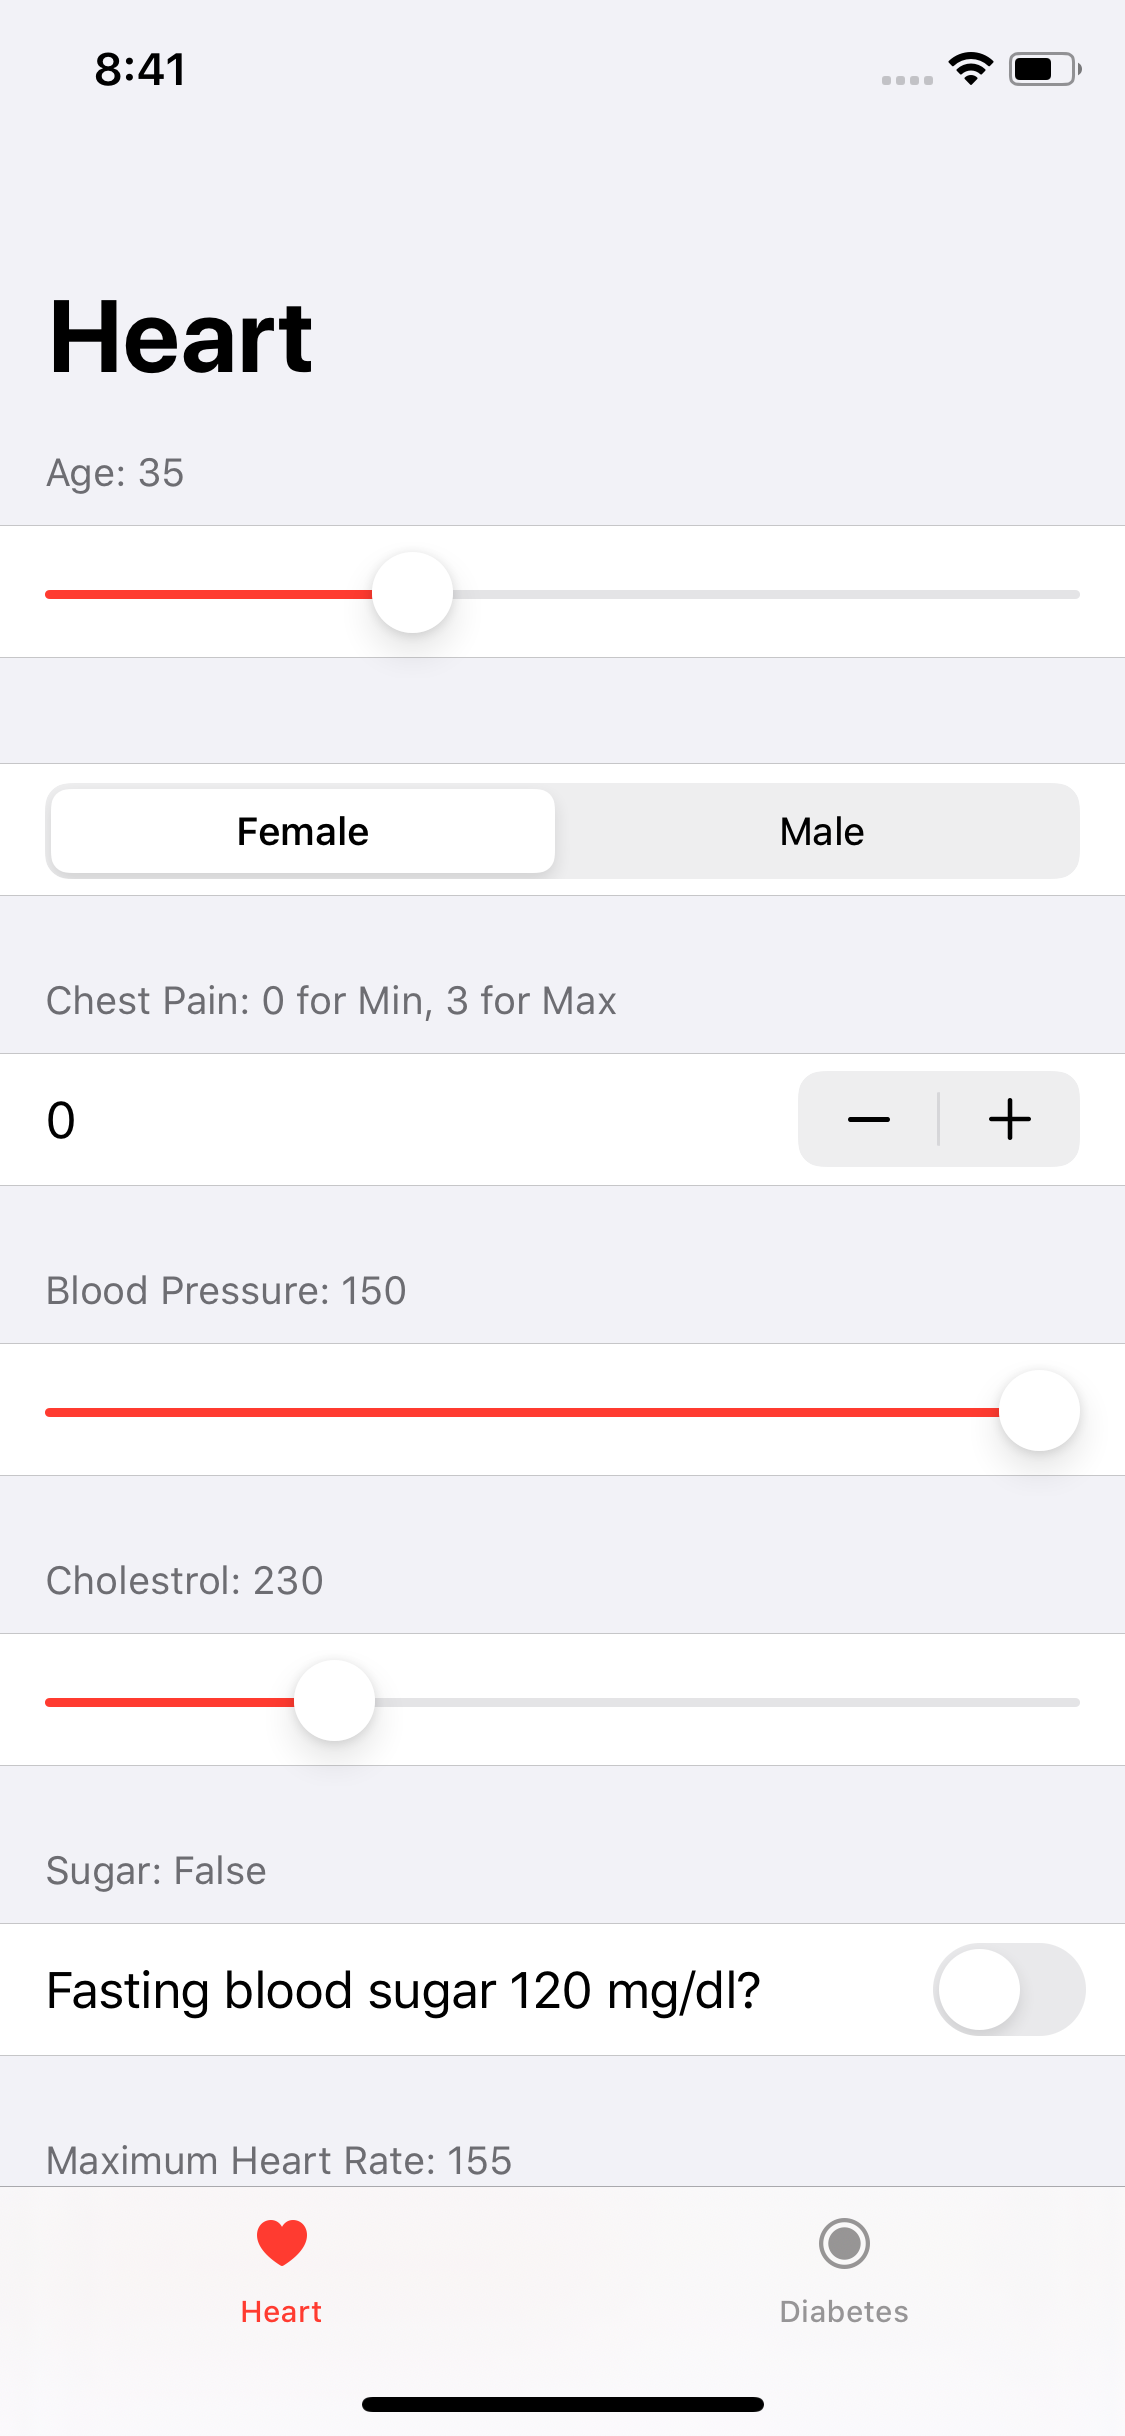 8:41
Heart
Age: 35
Female Male
Chest Pain: 0 for Min, 3 for Max
0
Blood Pressure: 150
Cholestrol: 230
Sugar: False
Fasting blood sugar 120 mg/dl?
Maximum Heart Rate: 155
Heart Diabetes